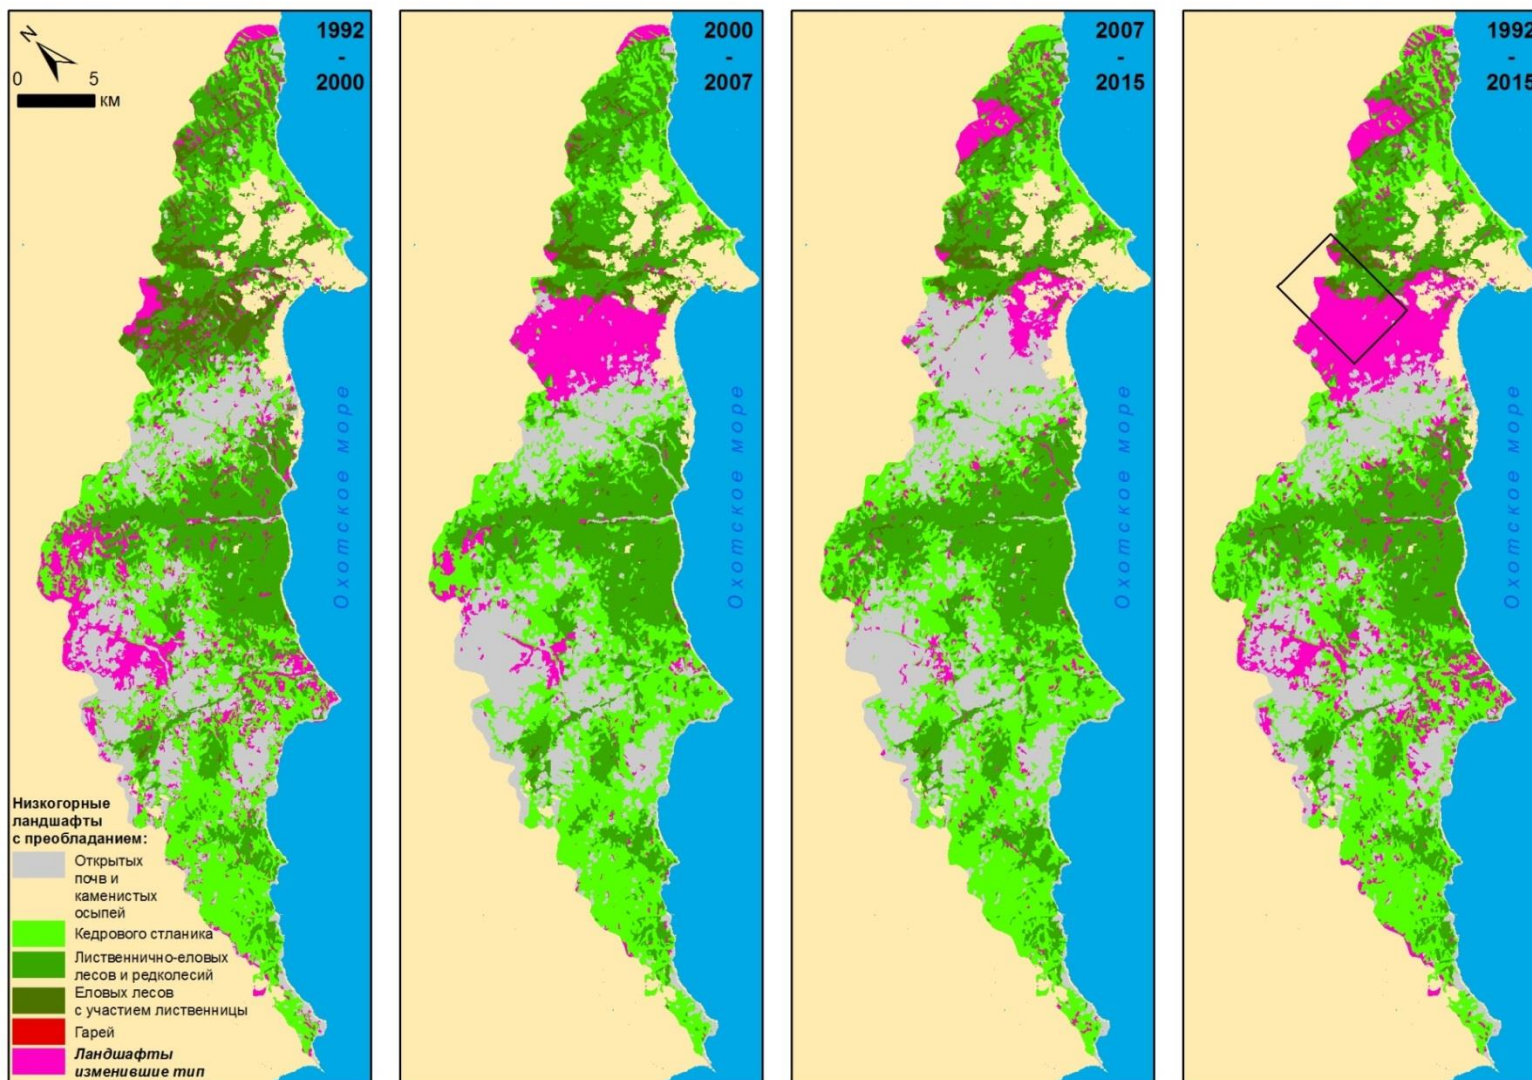 1992
-
2000
N
0 5
км
Охотское море
Низкогорные
ландшафты
с преобладанием:
Открытых
почв и
каменистых
осыпей
Кедрового стланика
Лиственнично-еловых
лесов и редколесий
Еловых лесов
с участием лиственницы
Гарей
Ландшафты
изменившие тип
2000
-
2007
Охотское море
2007
-
2015
Охотское море
1992
-
2015
Охотское море